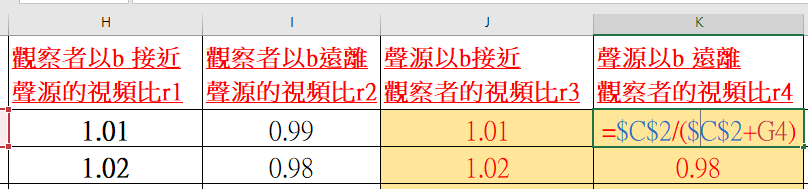 H I J K
觀察者以b 接近 觀察者以b遠離 聲源以b接近 聲源以b 遠離
聲源的視頻比r1 聲源的視頻比r2 觀察者的視頻比r3 觀察者的視頻比r4
1.01 0.99 1.01 =$C$2/($C$2+G4)
1.02 0.98 1.02 0.98